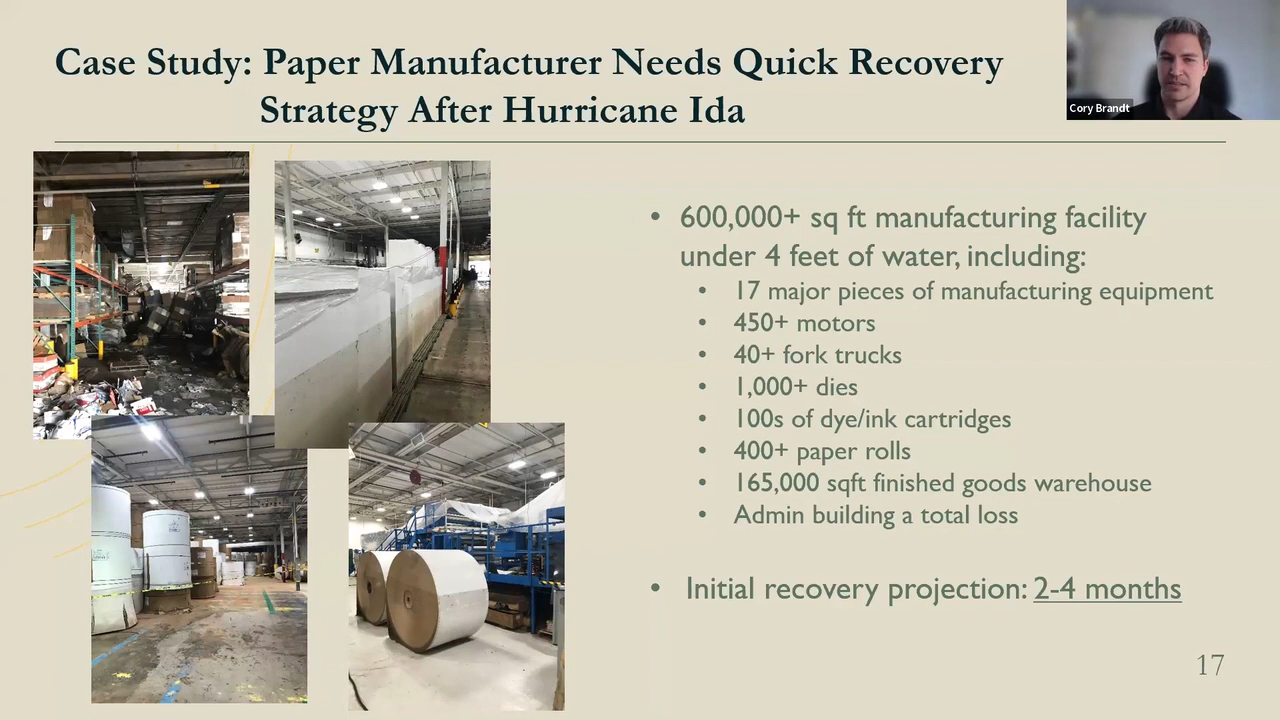 Case Study: Paper Manufacturer Needs Quick Recovery
Strategy After Hurricane Ida
Cory Brandt
• 600,000+ sq ft manufacturing facility
under 4 feet of water, including:
• 17 major pieces of manufacturing equipment
• 450+ motors
• 40+ fork trucks
• 1,000+ dies
• 100s of dye/ink cartridges
• 400+ paper rolls
• 165,000 sqft finished goods warehouse
• Admin building a total loss
• Initial recovery projection: 2-4 months
17